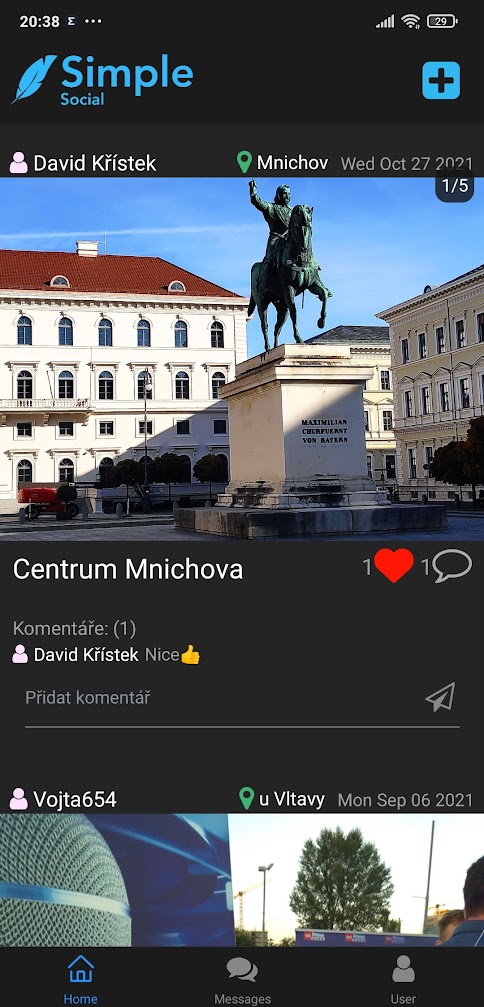 20:38 Σ ...
29
Simple
Social
David Křístek
Mnichov
Wed Oct 27 2021
1/5
MAXIMILIAN
CHURFUERST
VON BAYERN
Centrum Mnichova
1
1
Komentáře: (1)
David Křístek Nice👍
Přidat komentář
Vojta654
u Vltavy
Mon Sep 06 2021
Home
Messages
User